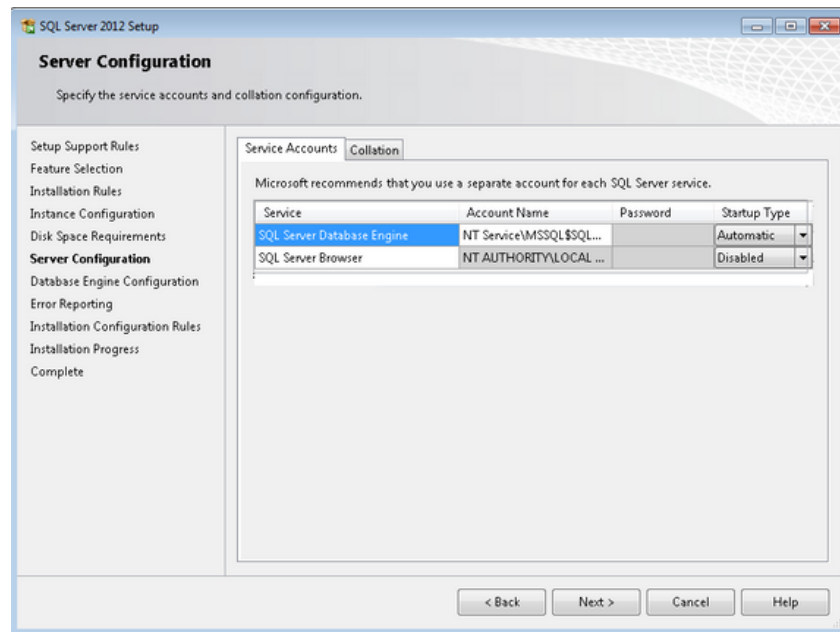 SQL Server 2012 Setup
Server Configuration
Specify the service accounts and collation configuration.
Setup Support Rules
Feature Selection
Installation Rules
Instance Configuration
Disk Space Requirements
Server Configuration
Database Engine Configuration
Error Reporting
Installation Configuration Rules
Installation Progress
Complete
Service Accounts Collation
Microsoft recommends that you use a separate account for each SQL Server service.
Service Account Name Password Startup Type
SQL Server Database Engine NT Service\MSSQL$SQL... Automatic
SQL Server Browser NT AUTHORITY\LOCAL ... Disabled
< Back Next > Cancel Help